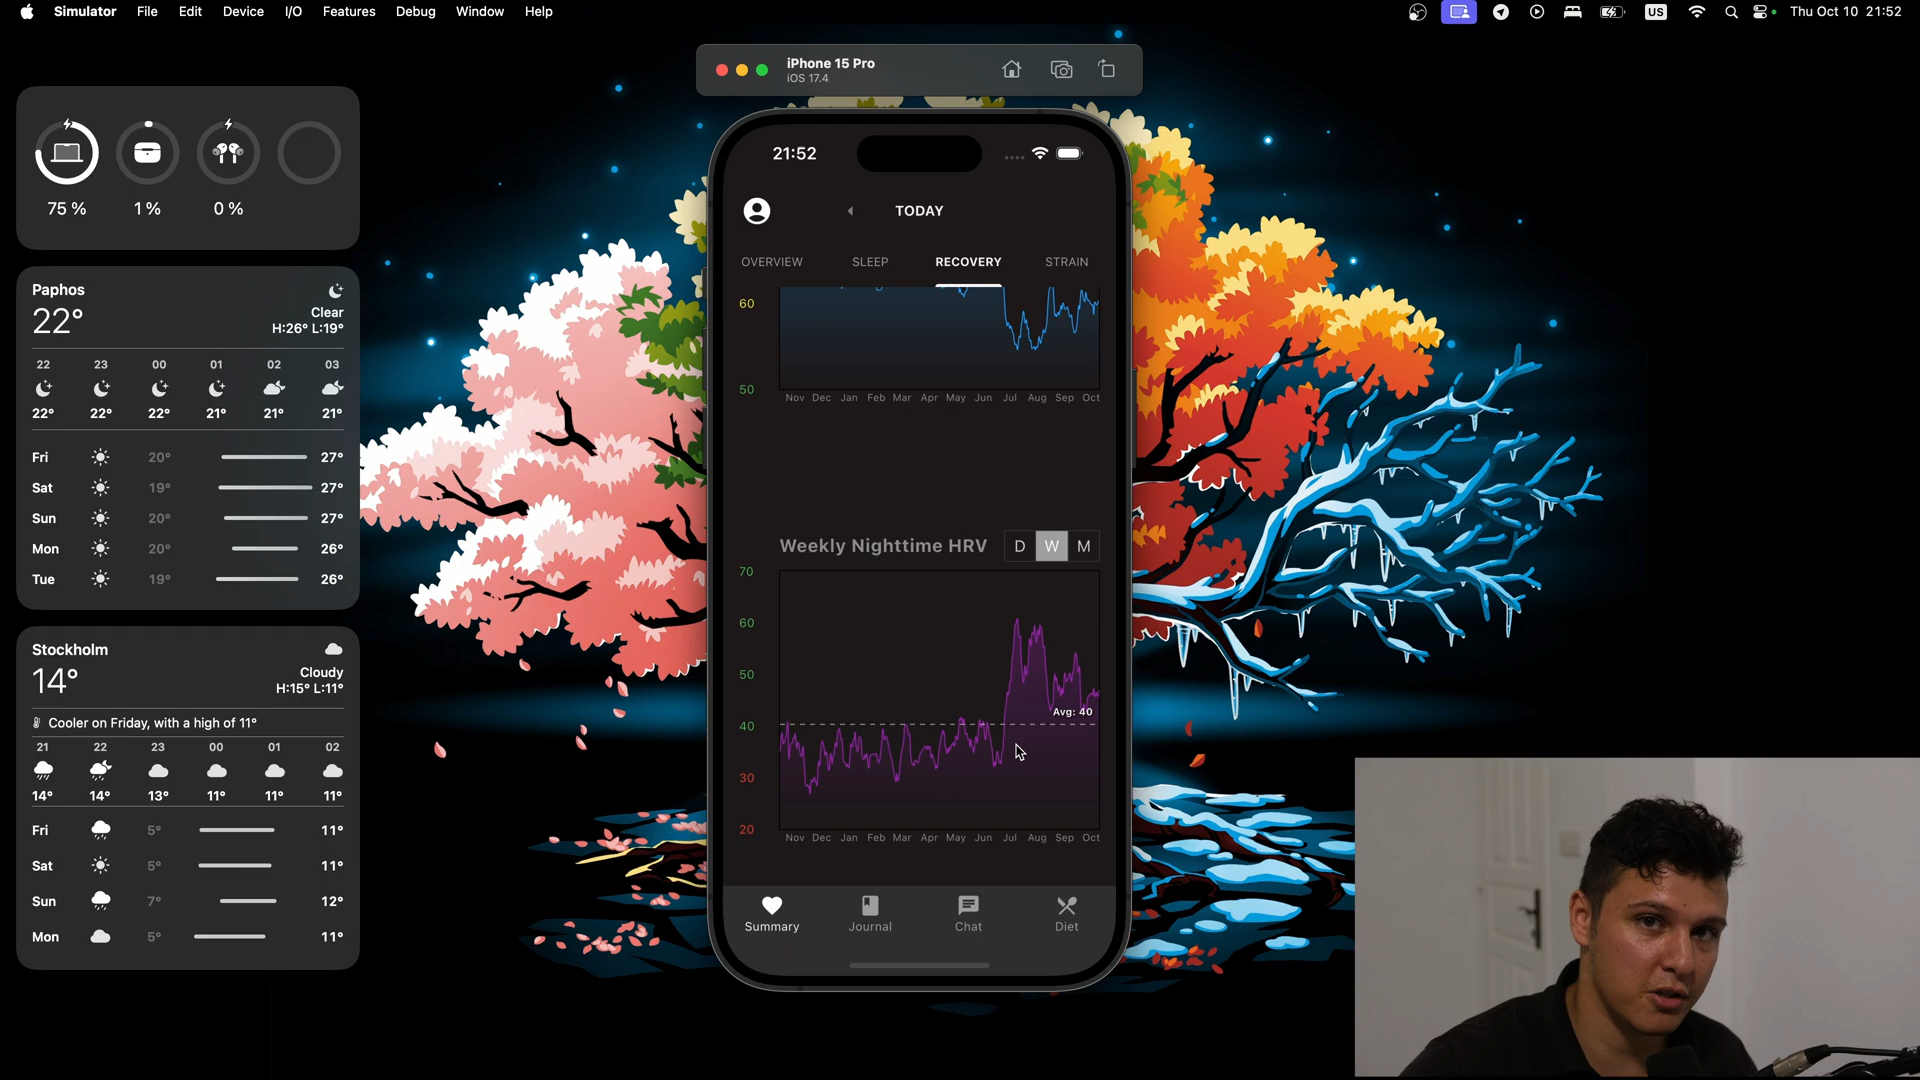 Simulator File Edit Device I/O Features Debug Window Help
US Thu Oct 10 21:52
75 % 1 % 0 %
Paphos
22°
Clear
H:26° L:19°
22 23 00 01 02 03
22° 22° 22° 21° 21° 21°
Fri 20° 27°
Sat 19° 27°
Sun 20° 27°
Mon 20° 26°
Tue 19° 26°
Stockholm
14°
Cloudy
H:15° L:11°
Cooler on Friday, with a high of 11°
21 22 23 00 01 02
14° 14° 13° 11° 11° 11°
Fri 5° 11°
Sat 5° 11°
Sun 7° 12°
Mon 5° 11°
iPhone 15 Pro
iOS 17.4
21:52
TODAY
OVERVIEW SLEEP RECOVERY STRAIN
60
50
Nov Dec Jan Feb Mar Apr May Jun Jul Aug Sep Oct
Weekly Nighttime HRV D W M
70
60
50
Avg: 40
40
30
20
Nov Dec Jan Feb Mar Apr May Jun Jul Aug Sep Oct
Summary Journal Chat Diet